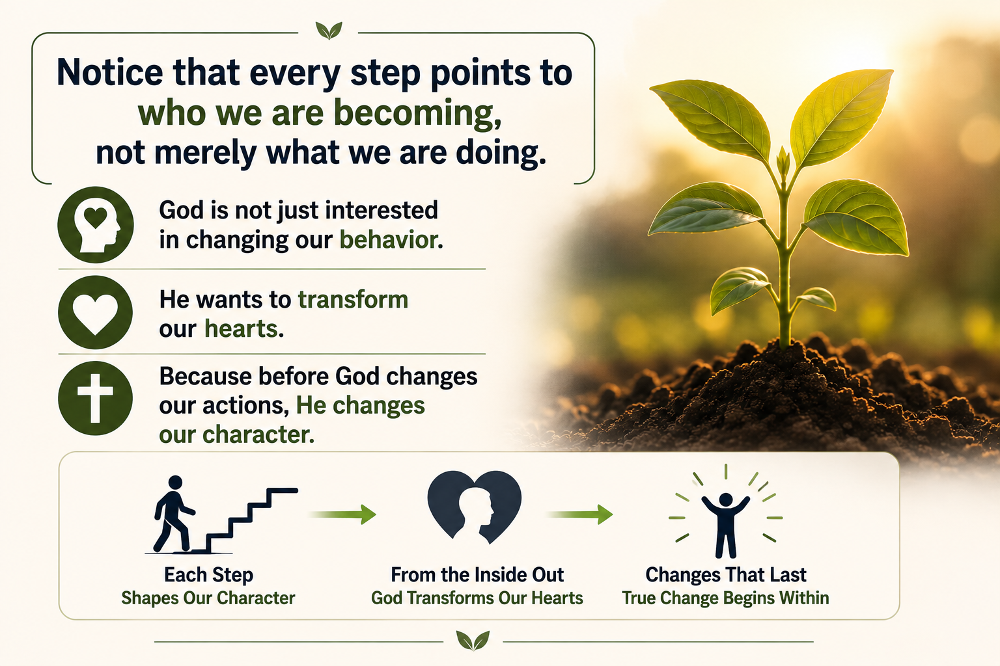 Notice that every step points to
who we are becoming,
not merely what we are doing.
God is not just interested
in changing our behavior.
He wants to transform
our hearts.
Because before God changes
our actions, He changes
our character.
Each Step
Shapes Our Character
From the Inside Out
God Transforms Our Hearts
Changes That Last
True Change Begins Within